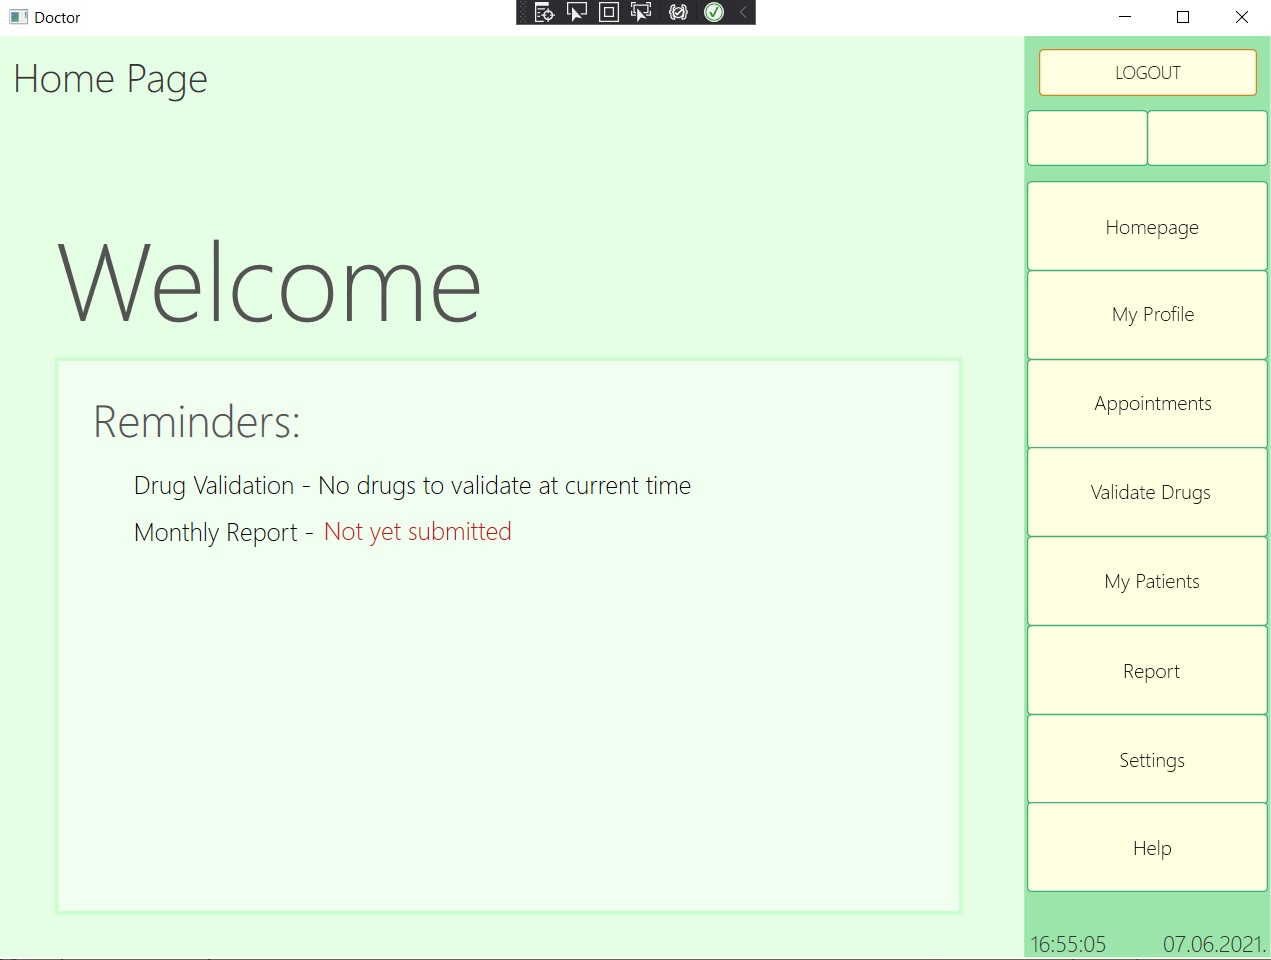 Doctor
Home Page
Welcome
Reminders:
Drug Validation - No drugs to validate at current time
Monthly Report - Not yet submitted
LOGOUT
Homepage
My Profile
Appointments
Validate Drugs
My Patients
Report
Settings
Help
16:55:05 07.06.2021.